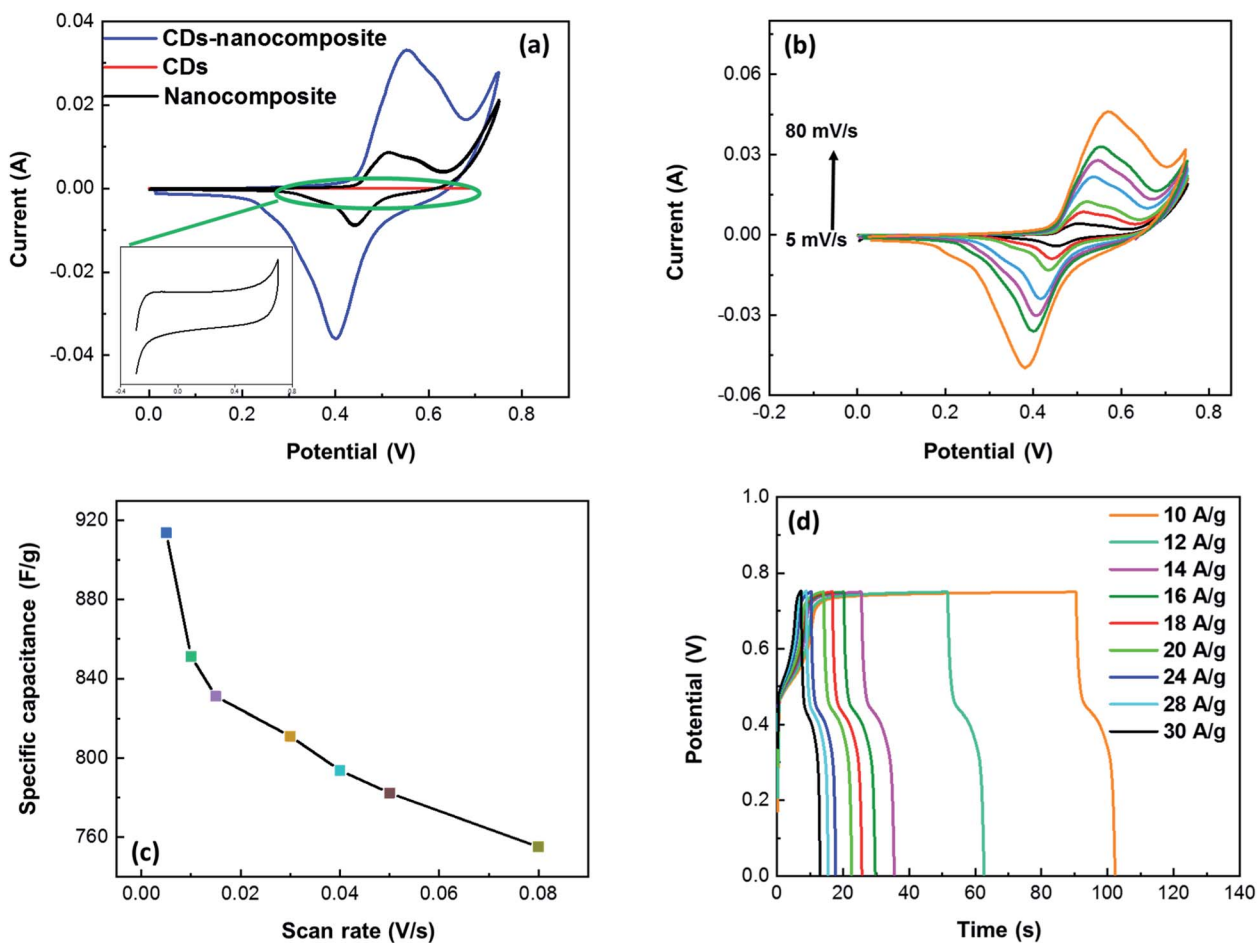 (a)
CDs-nanocomposite
CDs
Nanocomposite
0.04
0.02
0.00
-0.02
-0.04
Current (A)
-0.4 0.0 0.4 0.8
0.0 0.2 0.4 0.6 0.8
Potential (V)
(b)
80 mV/s
5 mV/s
0.06
0.03
0.00
-0.03
-0.06
Current (A)
-0.2 0.0 0.2 0.4 0.6 0.8
Potential (V)
(c)
920
880
840
800
760
Specific capacitance (F/g)
0.00 0.02 0.04 0.06 0.08
Scan rate (V/s)
(d)
10 A/g
12 A/g
14 A/g
16 A/g
18 A/g
20 A/g
24 A/g
28 A/g
30 A/g
1.0
0.8
0.6
0.4
0.2
0.0
Potential (V)
0 20 40 60 80 100 120 140
Time (s)